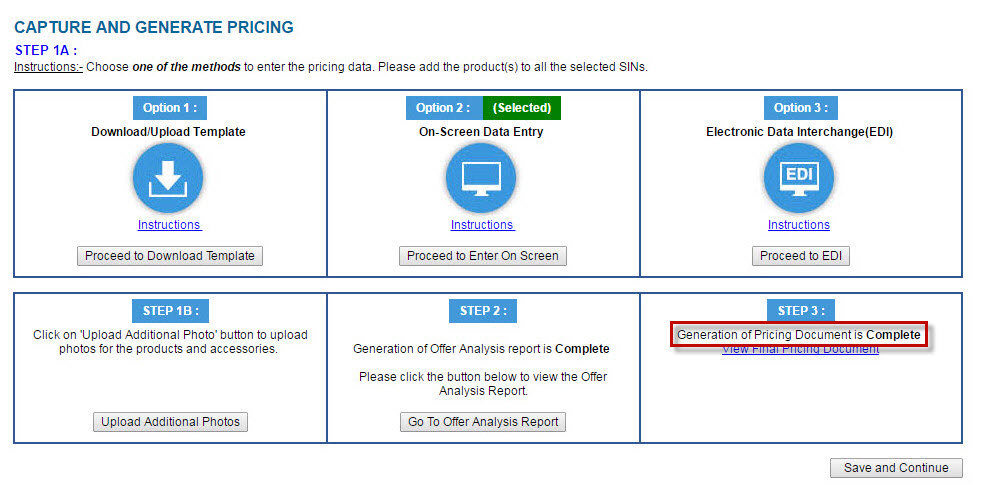 CAPTURE AND GENERATE PRICING
STEP 1A :
Instructions:- Choose one of the methods to enter the pricing data. Please add the product(s) to all the selected SINs.
Option 1 :
Download/Upload Template
Instructions
Proceed to Download Template
Option 2 : (Selected)
On-Screen Data Entry
Instructions
Proceed to Enter On Screen
Option 3 :
Electronic Data Interchange(EDI)
EDI
Instructions
Proceed to EDI
STEP 1B :
Click on 'Upload Additional Photo' button to upload
photos for the products and accessories.
Upload Additional Photos
STEP 2 :
Generation of Offer Analysis report is Complete
Please click the button below to view the Offer
Analysis Report.
Go To Offer Analysis Report
STEP 3 :
Generation of Pricing Document is Complete
View Final Pricing Document
Save and Continue